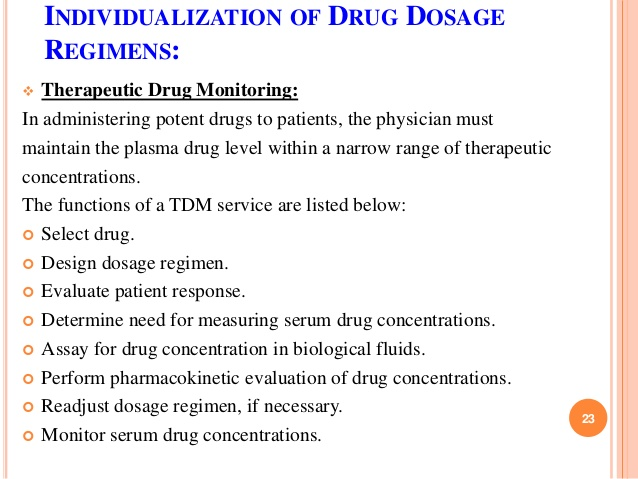 INDIVIDUALIZATION OF DRUG DOSAGE
REGIMENS:
Therapeutic Drug Monitoring:
In administering potent drugs to patients, the physician must
maintain the plasma drug level within a narrow range of therapeutic
concentrations.
The functions of a TDM service are listed below:
Select drug.
Design dosage regimen.
Evaluate patient response.
Determine need for measuring serum drug concentrations.
Assay for drug concentration in biological fluids.
Perform pharmacokinetic evaluation of drug concentrations.
Readjust dosage regimen, if necessary.
Monitor serum drug concentrations.
23